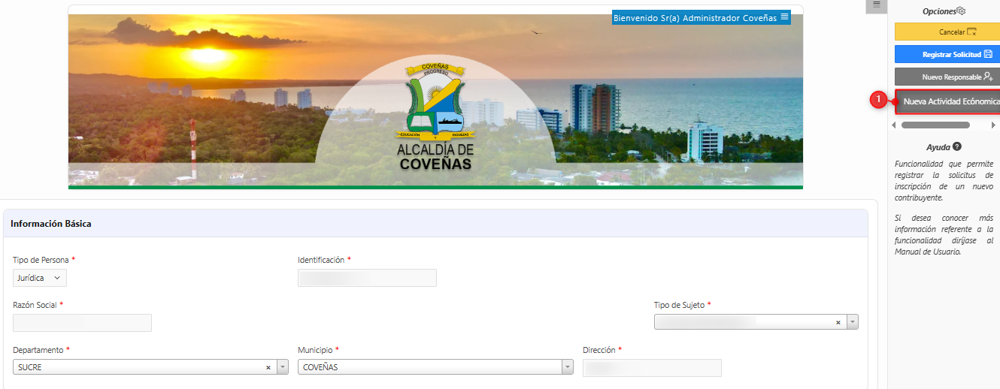 Bienvenido Sr(a) Administrador Coveñas
COVEÑAS
PROGRESO
EDUCACIÓN Y RIQUEZAS
ALCALDÍA DE
COVEÑAS
Opciones
Cancelar
Registrar Solicitud
Nuevo Responsable
1
Nueva Actividad Ecónomica
Ayuda
Funcionalidad que permite
registrar la solicitus de
inscripción de un nuevo
contribuyente.
Si desea conocer más
información referente a la
funcionalidad diríjase al
Manual de Usuario.
Información Básica
Tipo de Persona *
Identificación *
Jurídica
Razón Social *
Tipo de Sujeto *
×
Departamento *
Municipio *
Dirección *
SUCRE ×
COVEÑAS